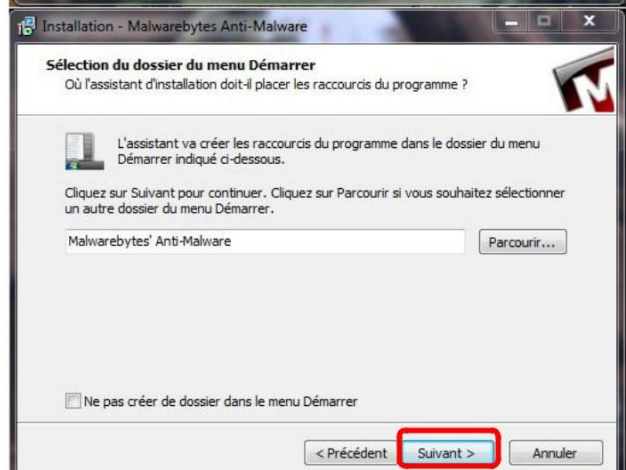 Installation - Malwarebytes Anti-Malware
Sélection du dossier du menu Démarrer
Où l'assistant d'installation doit-il placer les raccourcis du programme ?
L'assistant va créer les raccourcis du programme dans le dossier du menu
Démarrer indiqué ci-dessous.
Cliquez sur Suivant pour continuer. Cliquez sur Parcourir si vous souhaitez sélectionner
un autre dossier du menu Démarrer.
Malwarebytes' Anti-Malware
Parcourir...
Ne pas créer de dossier dans le menu Démarrer
< Précédent
Suivant >
Annuler